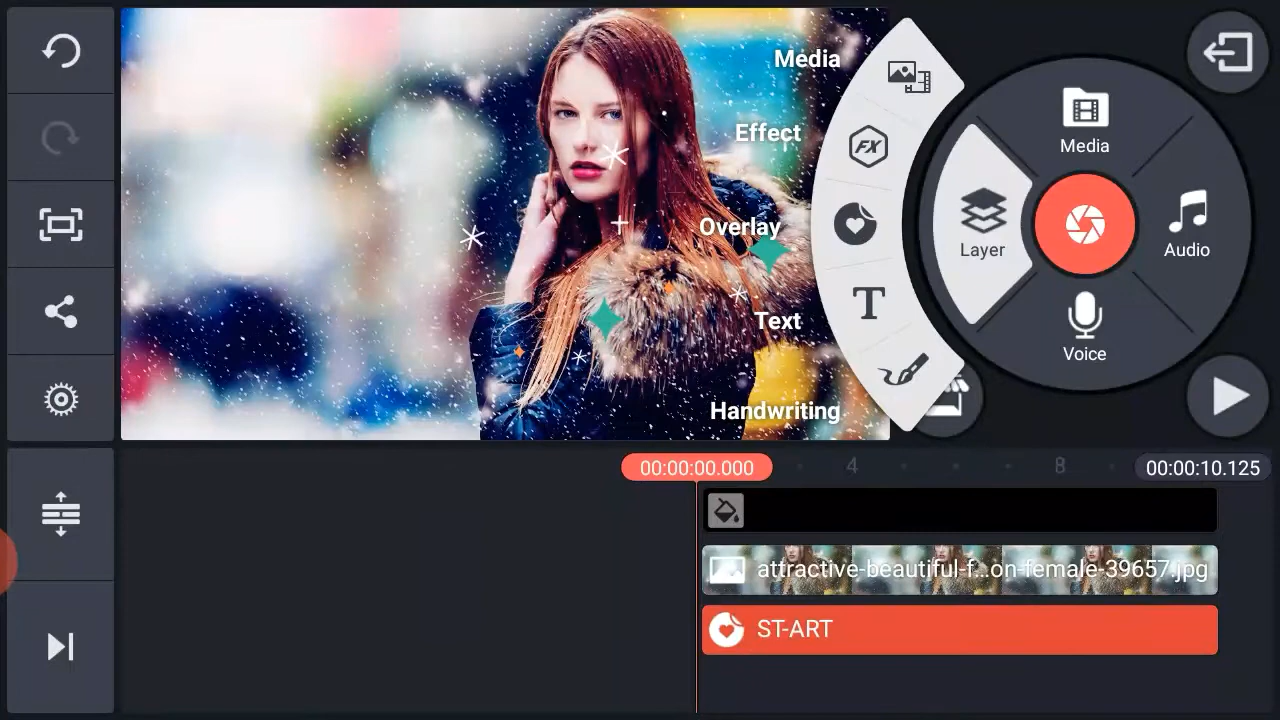 Media
Effect
Overlay
Text
Handwriting
Media
Layer
Audio
Voice
00:00:00.000
4
8
00:00:10.125
attractive-beautiful-f...on-female-39657.jpg
ST-ART
FX
T